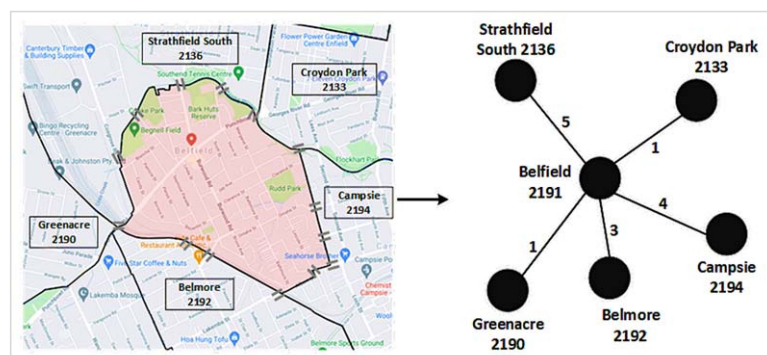 Strathfield South
2136
Croydon Park
2133
Campsie
2194
Greenacre
2190
Belmore
2192
Canterbury Timber
& Building Supplies
Flower Power Garden
Centre Enfield
Southend Tennis Centre
Swift Transport
Bark Huts
Reserve
Begnell Field
Bingo Recycling
Centre - Greenacre
Belfield
Rudd Park
Flockhart Park
Five Star Coffee & Nuts
Seahorse Brother
Lakemba Mosque
Hoa Hung Tofu
Belmore Sports Ground
Campsie Po
Chemist
Campsie
Strathfield
South 2136
Croydon Park
2133
5
1
Belfield
2191
4
1
3
Campsie
2194
Greenacre
2190
Belmore
2192